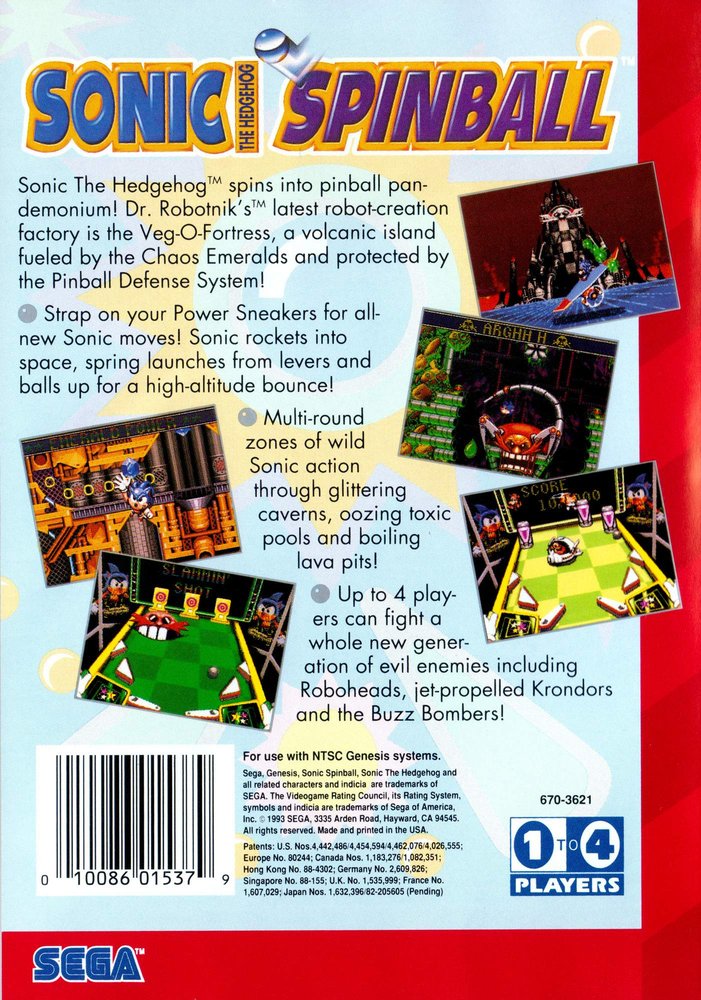 SONIC THE HEDGEHOG SPINBALL™
Sonic The Hedgehog™ spins into pinball pan-
demonium! Dr. Robotnik's™ latest robot-creation
factory is the Veg-O-Fortress, a volcanic island
fueled by the Chaos Emeralds and protected by
the Pinball Defense System!
Strap on your Power Sneakers for all-
new Sonic moves! Sonic rockets into
space, spring launches from levers and
balls up for a high-altitude bounce!
ARGHH H
Multi-round
zones of wild
Sonic action
through glittering
caverns, oozing toxic
pools and boiling
lava pits!
SCORE
SLAMMIN'
SHOT
Up to 4 play-
ers can fight a
whole new gener-
ation of evil enemies including
Roboheads, jet-propelled Krondors
and the Buzz Bombers!
For use with NTSC Genesis systems.
Sega, Genesis, Sonic Spinball, Sonic The Hedgehog and
all related characters and indicia are trademarks of
SEGA. The Videogame Rating Council, its Rating System,
symbols and indicia are trademarks of Sega of America,
Inc. © 1993 SEGA, 3335 Arden Road, Hayward, CA 94545.
All rights reserved. Made and printed in the USA.
Patents: U.S. Nos.4,442,486/4,454,594/4,462,076/4,026,555;
Europe No. 80244; Canada Nos. 1,183,276/1,082,351;
Hong Kong No. 88-4302; Germany No. 2,609,826;
Singapore No. 88-155; U.K. No. 1,535,999; France No.
1,607,029; Japan Nos. 1,632,396/82-205605 (Pending)
0 10086 01537 9
670-3621
1 TO 4
PLAYERS
SEGA™